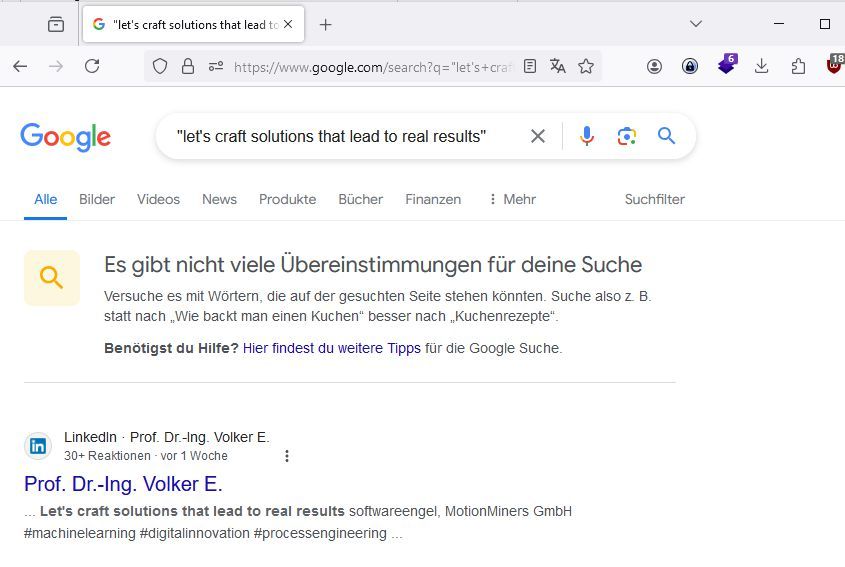 "let's craft solutions that lead to
6
18
https://www.google.com/search?q="let's+craf
Google
"let's craft solutions that lead to real results"
Alle Bilder Videos News Produkte Bücher Finanzen Mehr Suchfilter
Es gibt nicht viele Übereinstimmungen für deine Suche
Versuche es mit Wörtern, die auf der gesuchten Seite stehen könnten. Suche also z. B.
statt nach „Wie backt man einen Kuchen“ besser nach „Kuchenrezepte“.
Benötigst du Hilfe? Hier findest du weitere Tipps für die Google Suche.
in
LinkedIn · Prof. Dr.-Ing. Volker E.
30+ Reaktionen · vor 1 Woche
Prof. Dr.-Ing. Volker E.
... Let's craft solutions that lead to real results softwareengel, MotionMiners GmbH
#machinelearning #digitalinnovation #processengineering ...